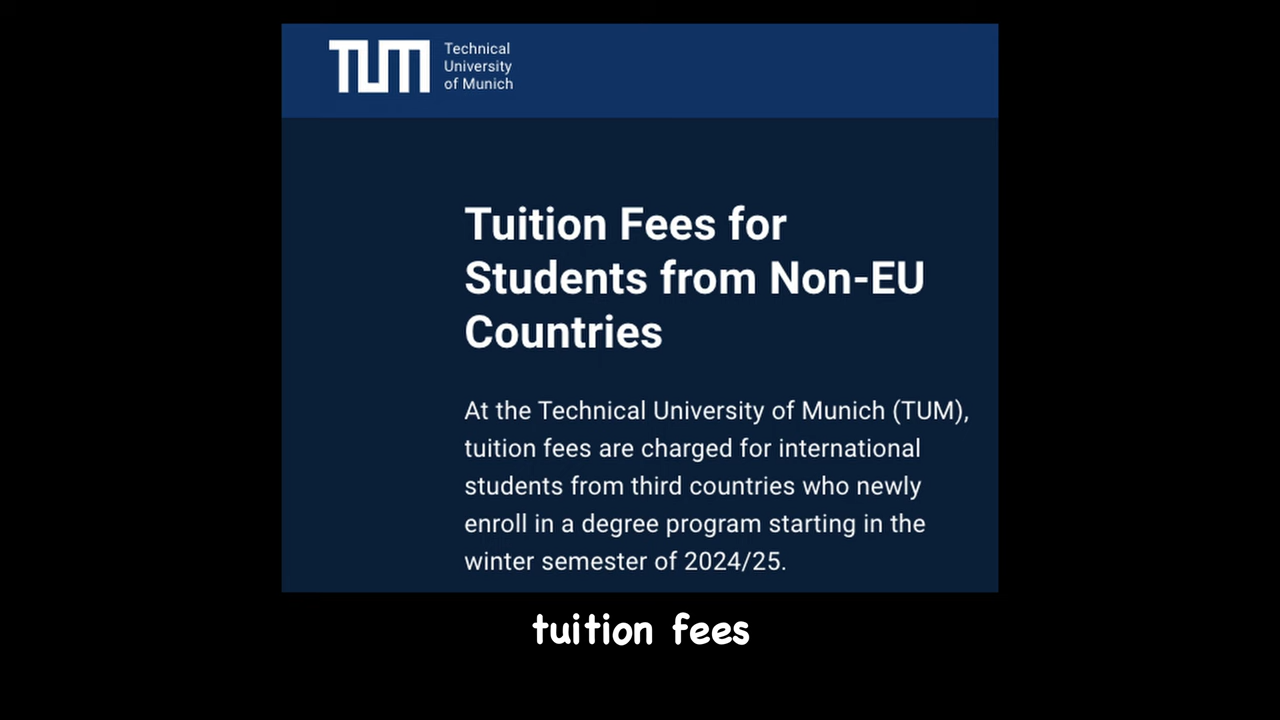 TUM
Technical
University
of Munich
Tuition Fees for
Students from Non-EU
Countries
At the Technical University of Munich (TUM),
tuition fees are charged for international
students from third countries who newly
enroll in a degree program starting in the
winter semester of 2024/25.
tuition fees